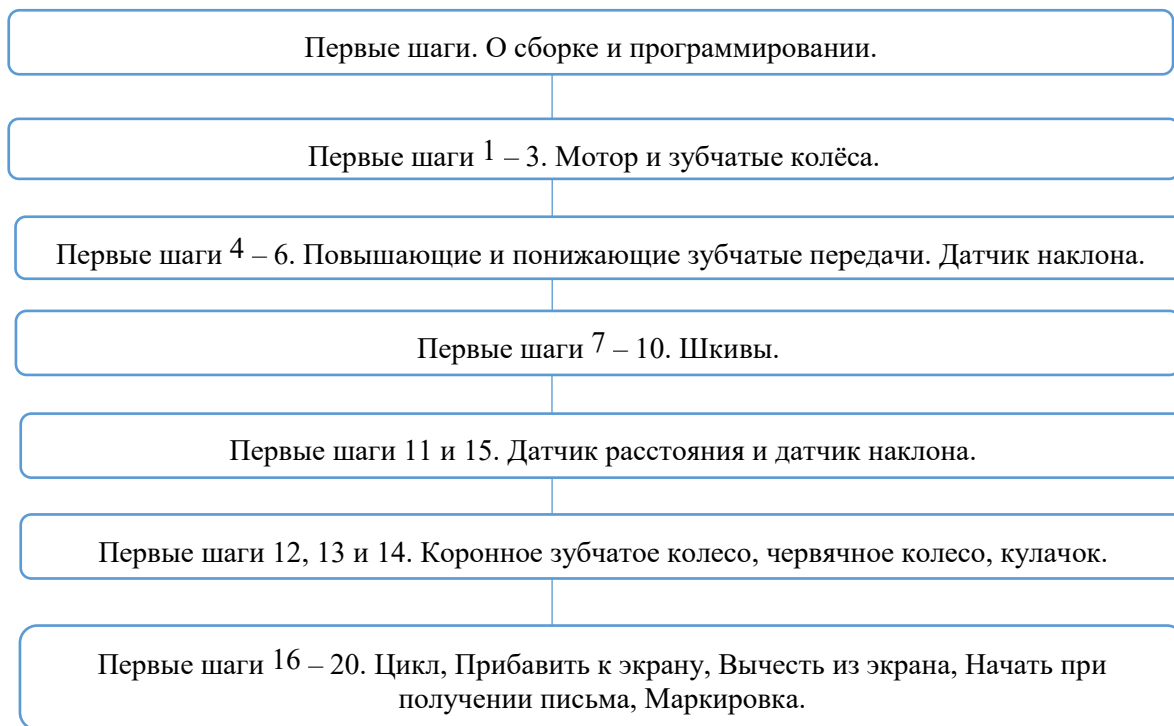 Первые шаги. О сборке и программировании.
Первые шаги 1 – 3. Мотор и зубчатые колёса.
Первые шаги 4 – 6. Повышающие и понижающие зубчатые передачи. Датчик наклона.
Первые шаги 7 – 10. Шкивы.
Первые шаги 11 и 15. Датчик расстояния и датчик наклона.
Первые шаги 12, 13 и 14. Коронное зубчатое колесо, червячное колесо, кулачок.
Первые шаги 16 – 20. Цикл, Прибавить к экрану, Вычесть из экрана, Начать при
получении письма, Маркировка.